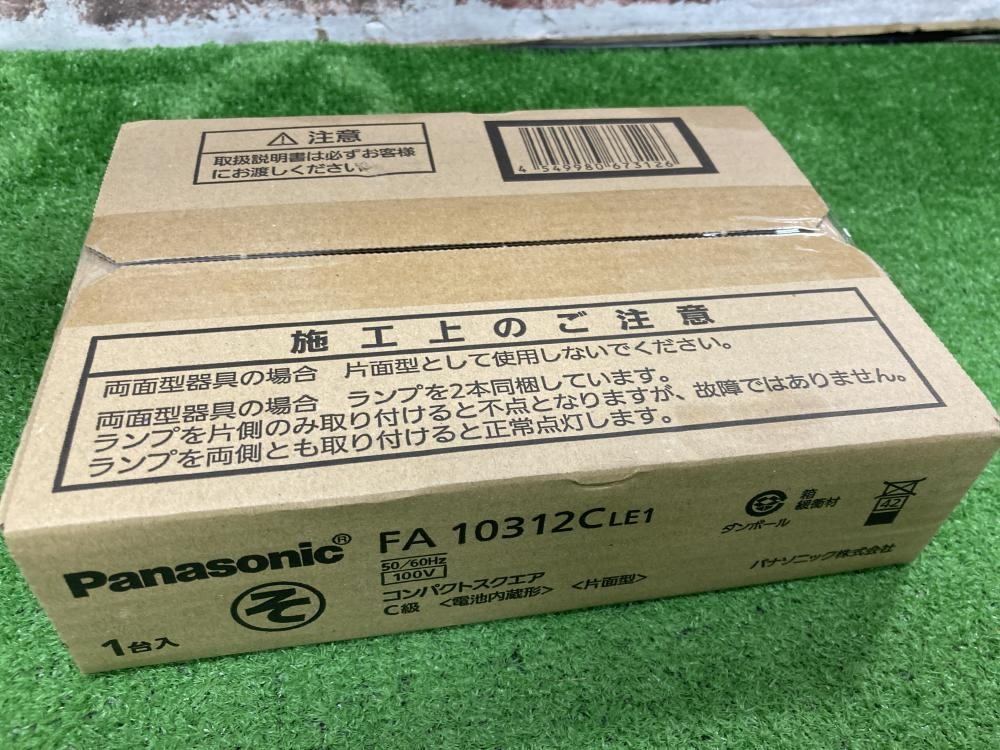 ⚠ 注意
取扱説明書は必ずお客様
にお渡しください。
4 549980 673126
施工上のご注意
両面型器具の場合 片面型として使用しないでください。
両面型器具の場合 ランプを2本同梱しています。
ランプを片側のみ取り付けると不点となりますが、故障ではありません。
ランプを両側とも取り付けると正常点灯します。
Panasonic®
FA 10312C LE1
50/60Hz
100V
コンパクトスクエア
C級 <電池内蔵形> <片面型>
そ
1台入
ダンボール
箱
緩衝材
42
パナソニック株式会社